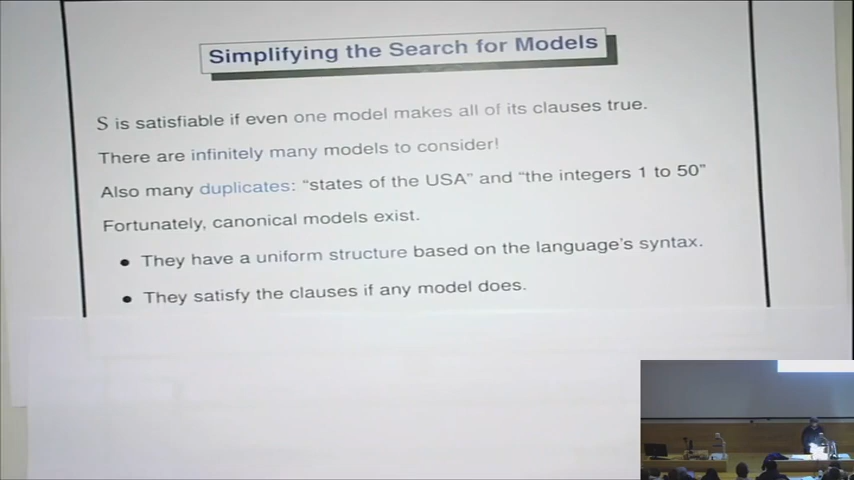 Simplifying the Search for Models
S is satisfiable if even one model makes all of its clauses true.
There are infinitely many models to consider!
Also many duplicates: “states of the USA” and “the integers 1 to 50”
Fortunately, canonical models exist.
• They have a uniform structure based on the language’s syntax.
• They satisfy the clauses if any model does.